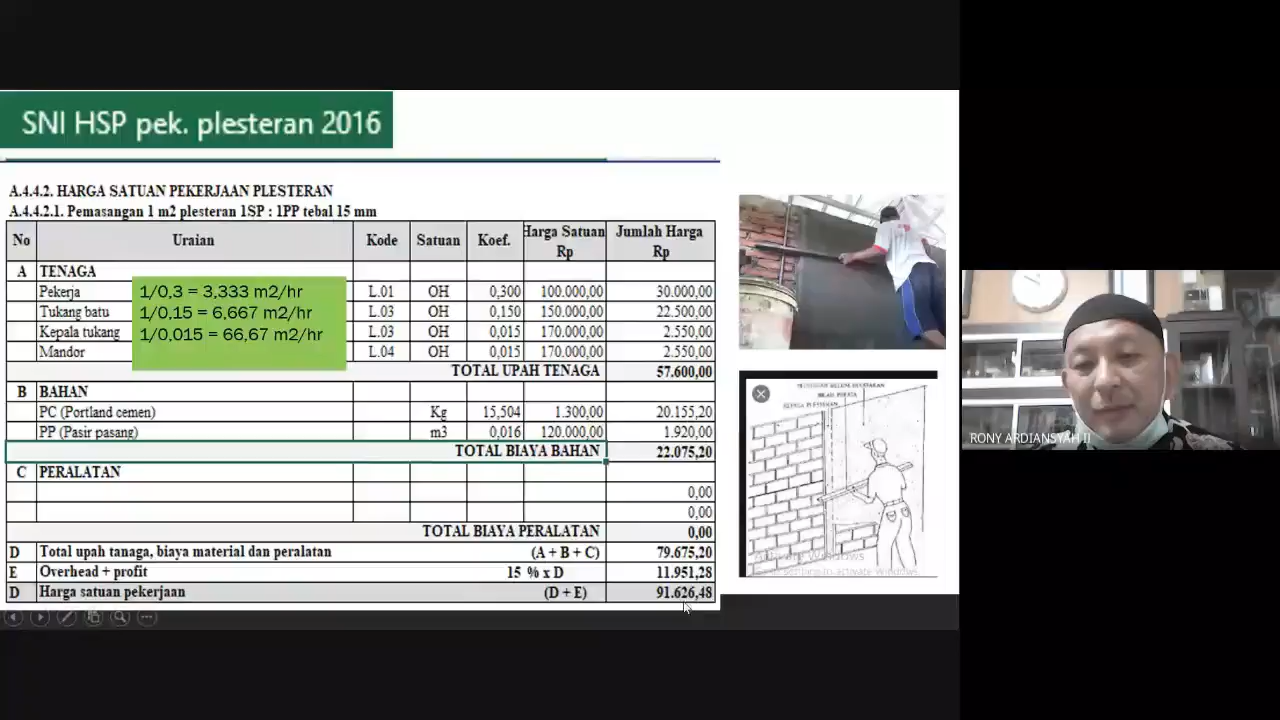 SNI HSP pek. plesteran 2016
A.4.4.2. HARGA SATUAN PEKERJAAN PLESTERAN
A.4.4.2.1. Pemasangan 1 m2 plesteran 1SP : 1PP tebal 15 mm
No Uraian Kode Satuan Koef. Harga Satuan Rp Jumlah Harga Rp
A TENAGA
Pekerja L.01 OH 0,300 100.000,00 30.000,00
Tukang batu L.03 OH 0,150 150.000,00 22.500,00
Kepala tukang L.03 OH 0,015 170.000,00 2.550,00
Mandor L.04 OH 0,015 170.000,00 2.550,00
1/0,3 = 3,333 m2/hr
1/0,15 = 6,667 m2/hr
1/0,015 = 66,67 m2/hr
TOTAL UPAH TENAGA 57.600,00
B BAHAN
PC (Portland cemen) Kg 15,504 1.300,00 20.155,20
PP (Pasir pasang) m3 0,016 120.000,00 1.920,00
TOTAL BIAYA BAHAN 22.075,20
C PERALATAN
0,00
0,00
TOTAL BIAYA PERALATAN 0,00
D Total upah tanaga, biaya material dan peralatan (A + B + C) 79.675,20
E Overhead + profit 15 % x D 11.951,28
D Harga satuan pekerjaan (D + E) 91.626,48
KEPALA PLESTERAN
Activate Windows
to activate Windows.
RONY ARDIANSYAH II